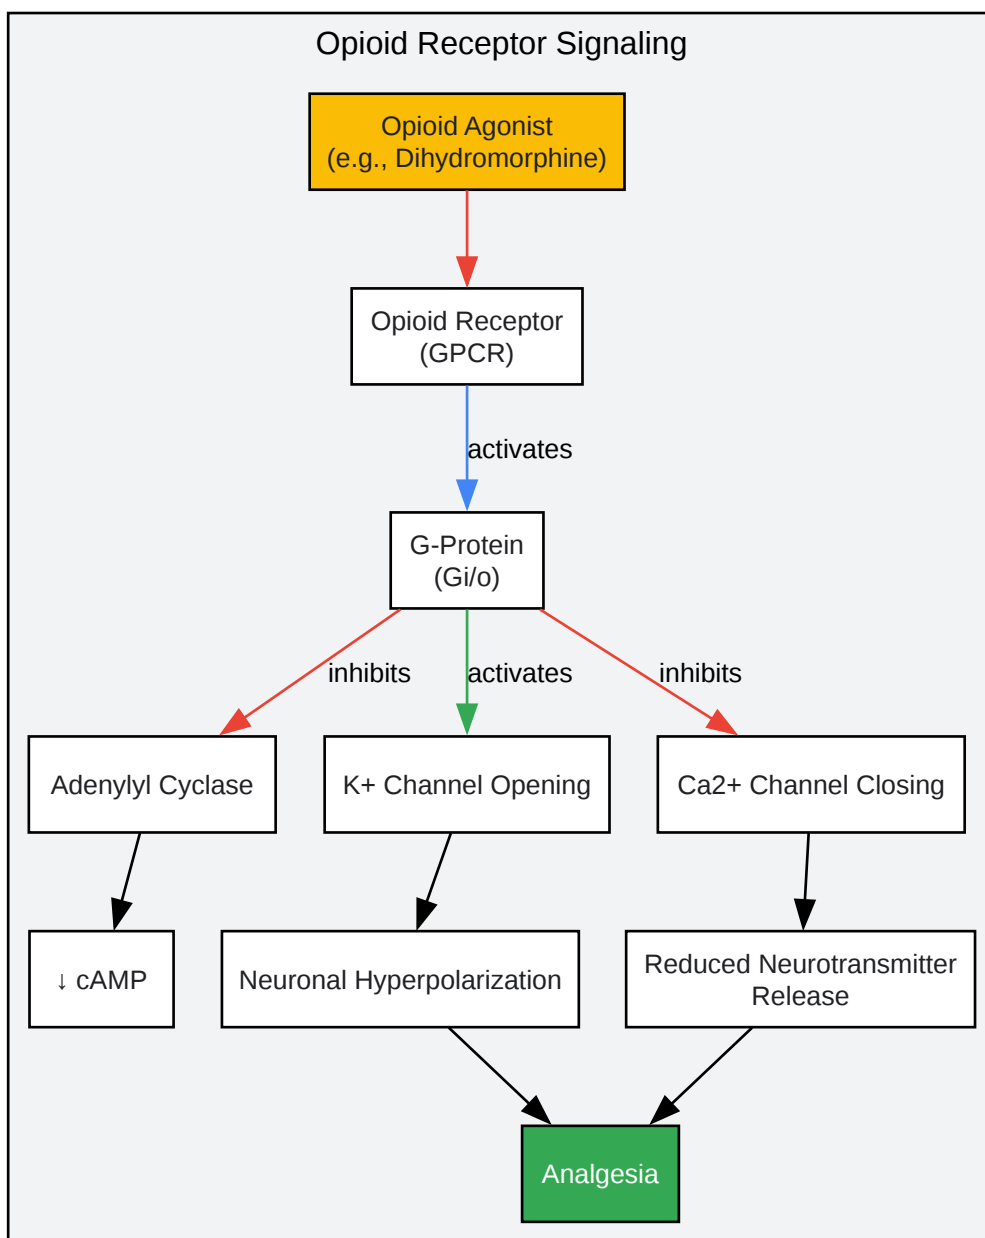 Opioid Receptor Signaling
Opioid Agonist
(e.g., Dihydromorphine)
Opioid Receptor
(GPCR)
activates
G-Protein
(Gi/o)
inhibits
activates
inhibits
Adenylyl Cyclase
K+ Channel Opening
Ca2+ Channel Closing
↓ cAMP
Neuronal Hyperpolarization
Reduced Neurotransmitter
Release
Analgesia